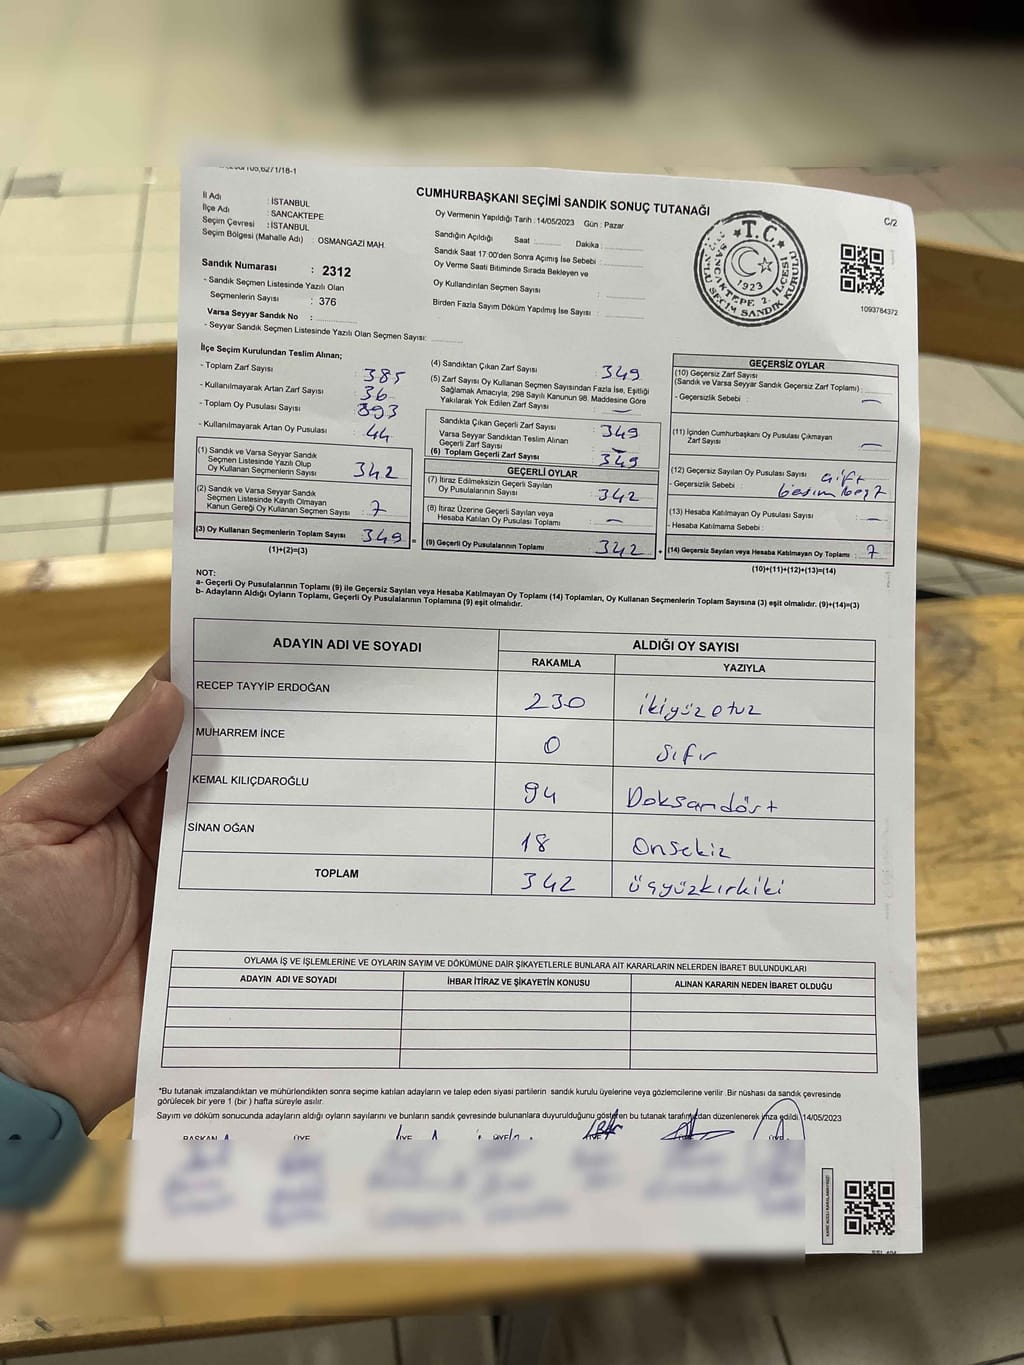 105,627/1/18-1
CUMHURBAŞKANI SEÇİMİ SANDIK SONUÇ TUTANAĞI
C/2
İl Adı : İSTANBUL
İlçe Adı : SANCAKTEPE
Seçim Çevresi : İSTANBUL
Seçim Bölgesi (Mahalle Adı) : OSMANGAZİ MAH.
Sandık Numarası : 2312
- Sandık Seçmen Listesinde Yazılı Olan
Seçmenlerin Sayısı : 376
Varsa Seyyar Sandık No :
- Seyyar Sandık Seçmen Listesinde Yazılı Olan Seçmen Sayısı:
Oy Vermenin Yapıldığı Tarih : 14/05/2023 Gün : Pazar
Sandığın Açıldığı Saat Dakika
Sandık Saat 17:00'den Sonra Açımış İse Sebebi
Oy Verme Saati Bitiminde Sırada Bekleyen ve
Oy Kullandırılan Seçmen Sayısı :
Birden Fazla Sayım Döküm Yapılmış İse Sayısı :
T.C.
SANCAKTEPE 2. İLÇESİ
SEÇİM SANDIK KURULU
1923
1093784372
İlçe Seçim Kurulundan Teslim Alınan;
- Toplam Zarf Sayısı : 385
- Kullanılmayarak Artan Zarf Sayısı : 36
- Toplam Oy Pusulası Sayısı : 393
- Kullanılmayarak Artan Oy Pusulası : 44
(1) Sandık ve Varsa Seyyar Sandık
Seçmen Listesinde Yazılı Olup
Oy Kullanan Seçmenlerin Sayısı : 342
(2) Sandık ve Varsa Seyyar Sandık
Seçmen Listesinde Kayıtlı Olmayan
Kanun Gereği Oy Kullanan Seçmen Sayısı : 7
(3) Oy Kullanan Seçmenlerin Toplam Sayısı : 349
(1)+(2)=(3)
(4) Sandıktan Çıkan Zarf Sayısı : 349
(5) Zarf Sayısı Oy Kullanan Seçmen Sayısından Fazla İse, Eşitliği
Sağlamak Amacıyla, 298 Sayılı Kanunun 98. Maddesine Göre
Yakılarak Yok Edilen Zarf Sayısı : —
Sandıkta Çıkan Geçerli Zarf Sayısı : 349
Varsa Seyyar Sandıktan Teslim Alınan
Geçerli Zarf Sayısı : —
(6) Toplam Geçerli Zarf Sayısı : 349
GEÇERLİ OYLAR
(7) İtiraz Edilmeksizin Geçerli Sayılan
Oy Pusulalarının Sayısı : 342
(8) İtiraz Üzerine Geçerli Sayılan veya
Hesaba Katılan Oy Pusulası Toplamı : —
= (9) Geçerli Oy Pusulalarının Toplamı : 342
GEÇERSİZ OYLAR
(10) Geçersiz Zarf Sayısı
(Sandık ve Varsa Seyyar Sandık Geçersiz Zarf Toplamı) :
- Geçersizlik Sebebi : —
(11) İçinden Cumhurbaşkanı Oy Pusulası Çıkmayan
Zarf Sayısı : —
(12) Geçersiz Sayılan Oy Pusulası Sayısı : çift
- Geçersizlik Sebebi : 7
(13) Hesaba Katılmayan Oy Pusulası Sayısı : —
- Hesaba Katılmama Sebebi :
+ (14) Geçersiz Sayılan veya Hesaba Katılmayan Oy Toplamı : 7
(10)+(11)+(12)+(13)=(14)
NOT:
a- Geçerli Oy Pusulalarının Toplamı (9) ile Geçersiz Sayılan veya Hesaba Katılmayan Oy Toplamı (14) Toplamları, Oy Kullanan Seçmenlerin Toplam Sayısına (3) eşit olmalıdır. (9)+(14)=(3)
b- Adayların Aldığı Oyların Toplamı, Geçerli Oy Pusulalarının Toplamına (9) eşit olmalıdır.
ADAYIN ADI VE SOYADI ALDIĞI OY SAYISI
RAKAMLA YAZIYLA
RECEP TAYYİP ERDOĞAN 230 ikiyüzotuz
MUHARREM İNCE 0 sıfır
KEMAL KILIÇDAROĞLU 94 Doksandört
SİNAN OĞAN 18 Onsekiz
TOPLAM 342 üçyüzkırkiki
OYLAMA İŞ VE İŞLEMLERİNE VE OYLARIN SAYIM VE DÖKÜMÜNE DAİR ŞİKAYETLERLE BUNLARA AİT KARARLARIN NELERDEN İBARET BULUNDUKLARI
ADAYIN ADI VE SOYADI İHBAR İTİRAZ VE ŞİKAYETİN KONUSU ALINAN KARARIN NEDEN İBARET OLDUĞU
*Bu tutanak imzalandıktan ve mühürlendikten sonra seçime katılan adayların ve talep eden siyasi partilerin sandık kurulu üyelerine veya gözlemcilerine verilir. Bir nüshası da sandık çevresinde
görülecek bir yere 1 (bir ) hafta süreyle asılır.
Sayım ve döküm sonucunda adayların aldığı oyların sayılarını ve bunların sandık çevresinde bulunanlara duyurulduğunu gösteren bu tutanak tarafımızdan düzenlenerek imza edildi. 14/05/2023
BAŞKAN ÜYE ÜYE ÜYE ÜYE ÜYE ÜYE